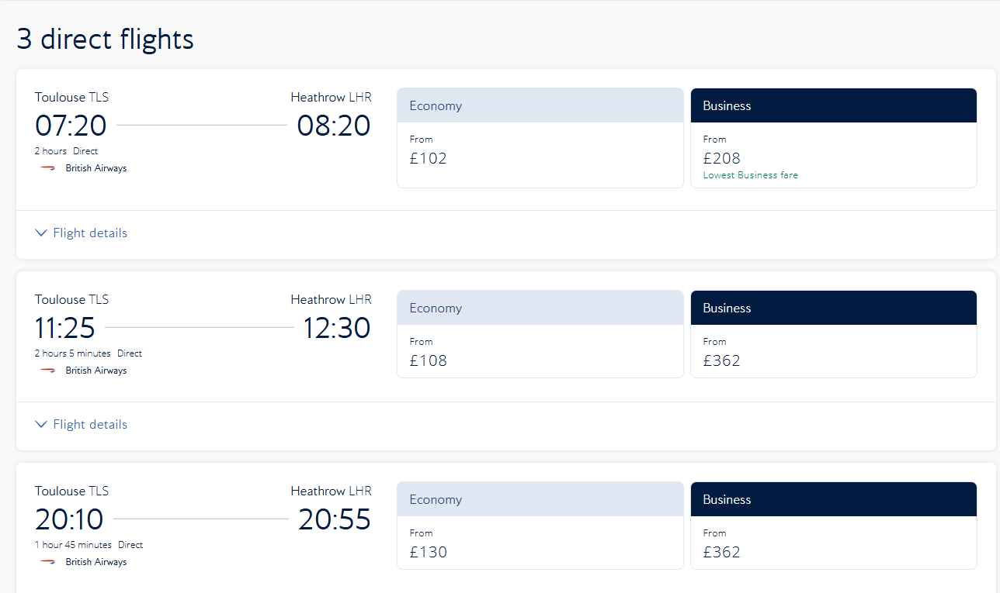 3 direct flights
Toulouse TLS
Heathrow LHR
07:20
08:20
2 hours Direct
British Airways
Economy
From
£102
Business
From
£208
Lowest Business fare
Flight details
Toulouse TLS
Heathrow LHR
11:25
12:30
2 hours 5 minutes Direct
British Airways
Economy
From
£108
Business
From
£362
Flight details
Toulouse TLS
Heathrow LHR
20:10
20:55
1 hour 45 minutes Direct
British Airways
Economy
From
£130
Business
From
£362